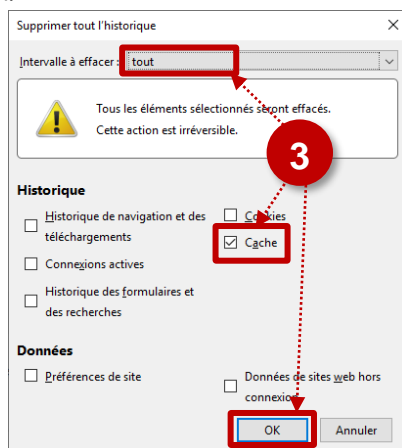 Supprimer tout l'historique
Intervalle à effacer : tout
Tous les éléments sélectionnés seront effacés.
Cette action est irréversible.
3
Historique
Historique de navigation et des téléchargements
Cookies
Cache
Connexions actives
Historique des formulaires et des recherches
Données
Préférences de site
Données de sites web hors connexion
OK
Annuler